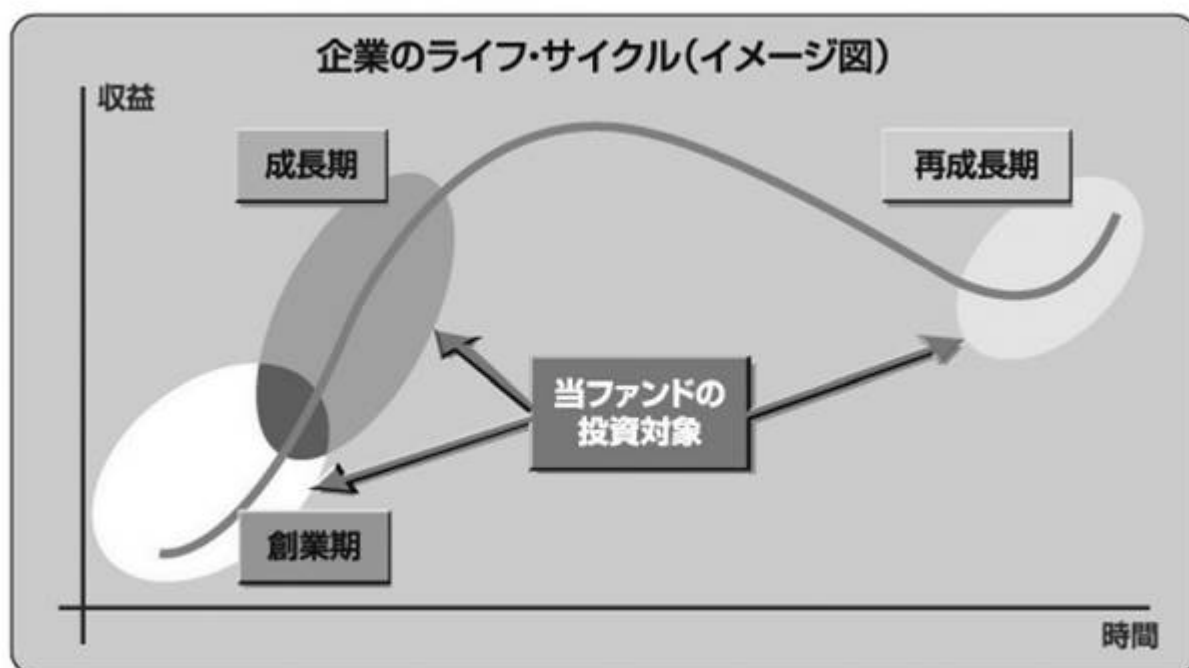 企業のライフ・サイクル（イメージ図）
収益
成長期
再成長期
当ファンドの
投資対象
創業期
時間